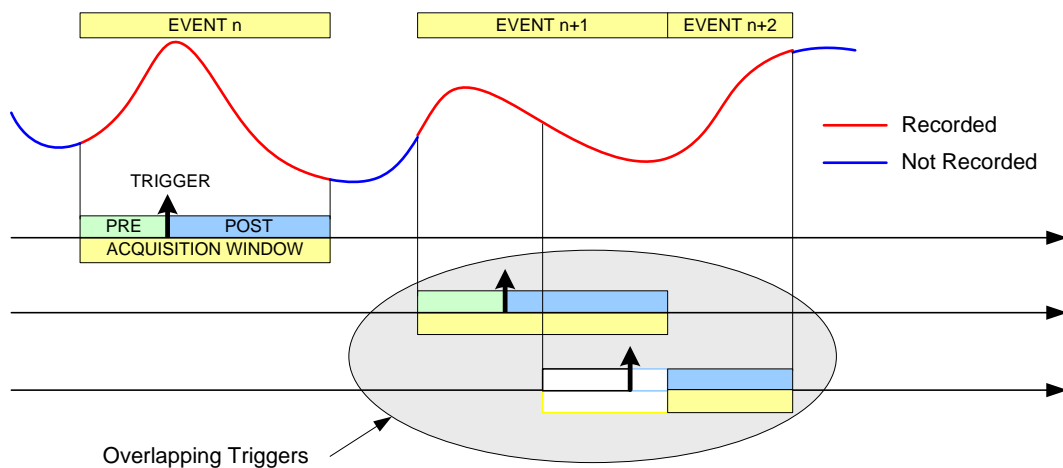 EVENT n
EVENT n+1
EVENT n+2
Recorded
Not Recorded
TRIGGER
PRE
POST
ACQUISITION WINDOW
Overlapping Triggers